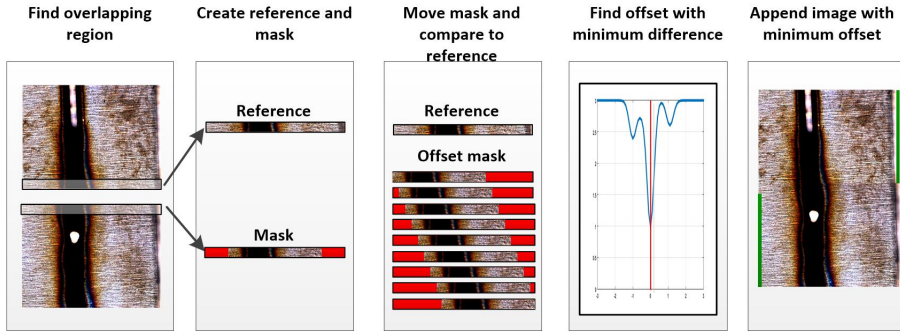 Find overlapping
region
Create reference and
mask
Move mask and
compare to
reference
Find offset with
minimum difference
Append image with
minimum offset
Reference
Mask
Reference
Offset mask